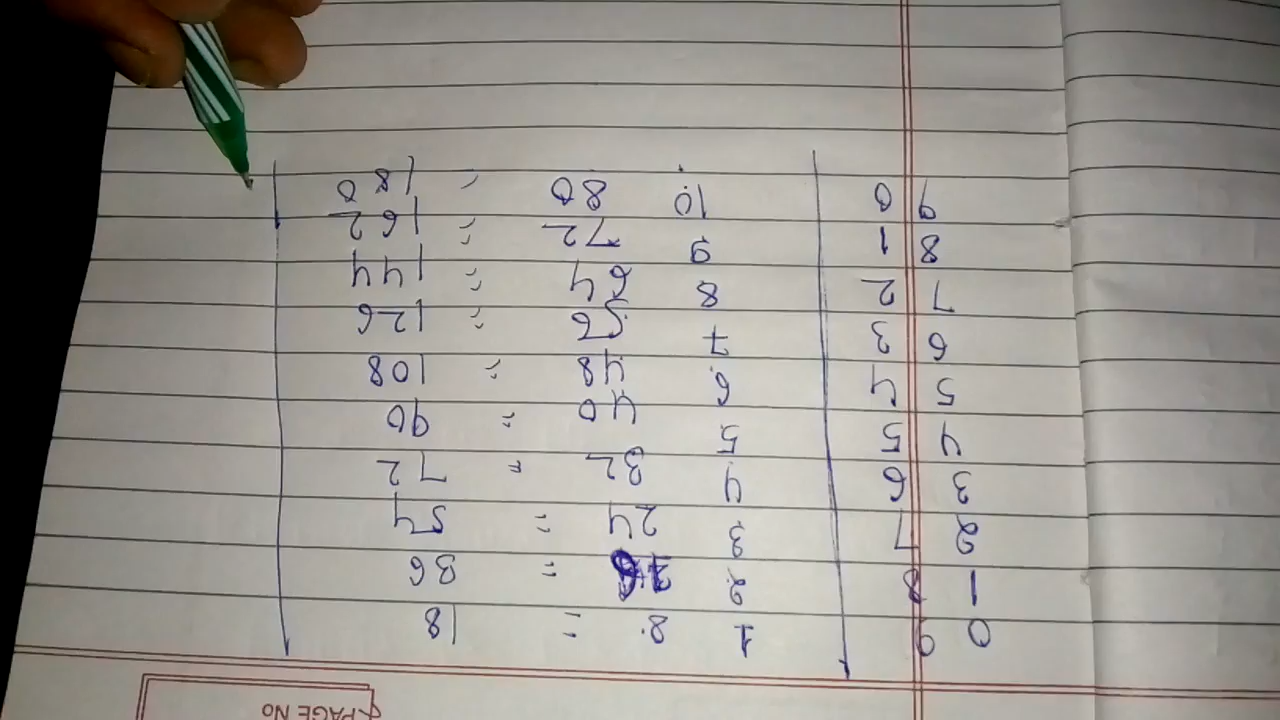 PAGE No
0 9 1 8 = 18
1 8 2 16 = 36
2 7 3 24 = 54
3 6 4 32 = 72
4 5 5 40 = 90
5 4 6 48 = 108
6 3 7 56 = 126
7 2 8 64 = 144
8 1 9 72 = 162
9 0 10 80 = 180